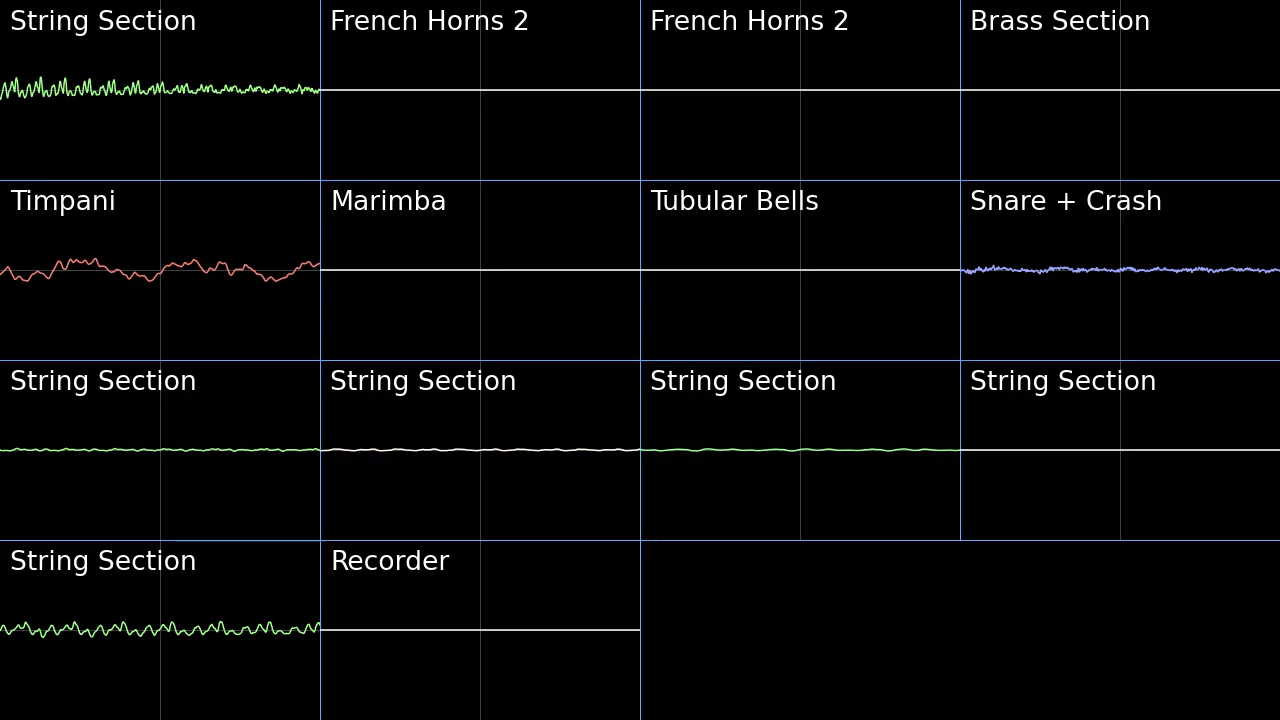 String Section
French Horns 2
French Horns 2
Brass Section
Timpani
Marimba
Tubular Bells
Snare + Crash
String Section
String Section
String Section
String Section
String Section
Recorder